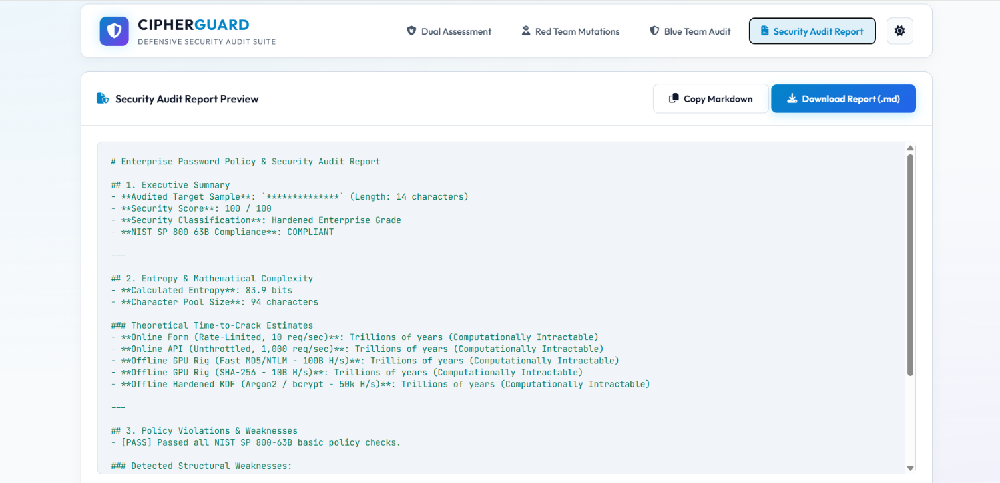 CIPHERGUARD
DEFENSIVE SECURITY AUDIT SUITE
Dual Assessment
Red Team Mutations
Blue Team Audit
Security Audit Report
Security Audit Report Preview
Copy Markdown
Download Report (.md)
# Enterprise Password Policy & Security Audit Report
## 1. Executive Summary
- **Audited Target Sample**: `**************` (Length: 14 characters)
- **Security Score**: 100 / 100
- **Security Classification**: Hardened Enterprise Grade
- **NIST SP 800-63B Compliance**: COMPLIANT
---
## 2. Entropy & Mathematical Complexity
- **Calculated Entropy**: 83.9 bits
- **Character Pool Size**: 94 characters
### Theoretical Time-to-Crack Estimates
- **Online Form (Rate-Limited, 10 req/sec)**: Trillions of years (Computationally Intractable)
- **Online API (Unthrottled, 1,000 req/sec)**: Trillions of years (Computationally Intractable)
- **Offline GPU Rig (Fast MD5/NTLM - 100B H/s)**: Trillions of years (Computationally Intractable)
- **Offline GPU Rig (SHA-256 - 10B H/s)**: Trillions of years (Computationally Intractable)
- **Offline Hardened KDF (Argon2 / bcrypt - 50k H/s)**: Trillions of years (Computationally Intractable)
---
## 3. Policy Violations & Weaknesses
- [PASS] Passed all NIST SP 800-63B basic policy checks.
### Detected Structural Weaknesses: